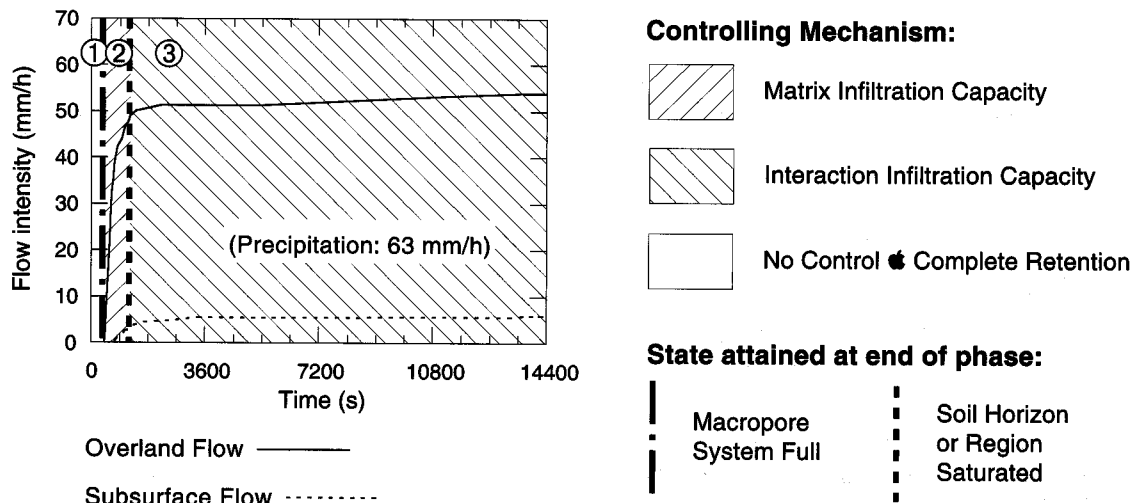 70
60
50
40
30
20
10
0
Flow intensity (mm/h)
1 2 3
(Precipitation: 63 mm/h)
0 3600 7200 10800 14400
Time (s)
Overland Flow
Subsurface Flow
Controlling Mechanism:
Matrix Infiltration Capacity
Interaction Infiltration Capacity
No Control Complete Retention
State attained at end of phase:
Macropore
System Full
Soil Horizon
or Region
Saturated